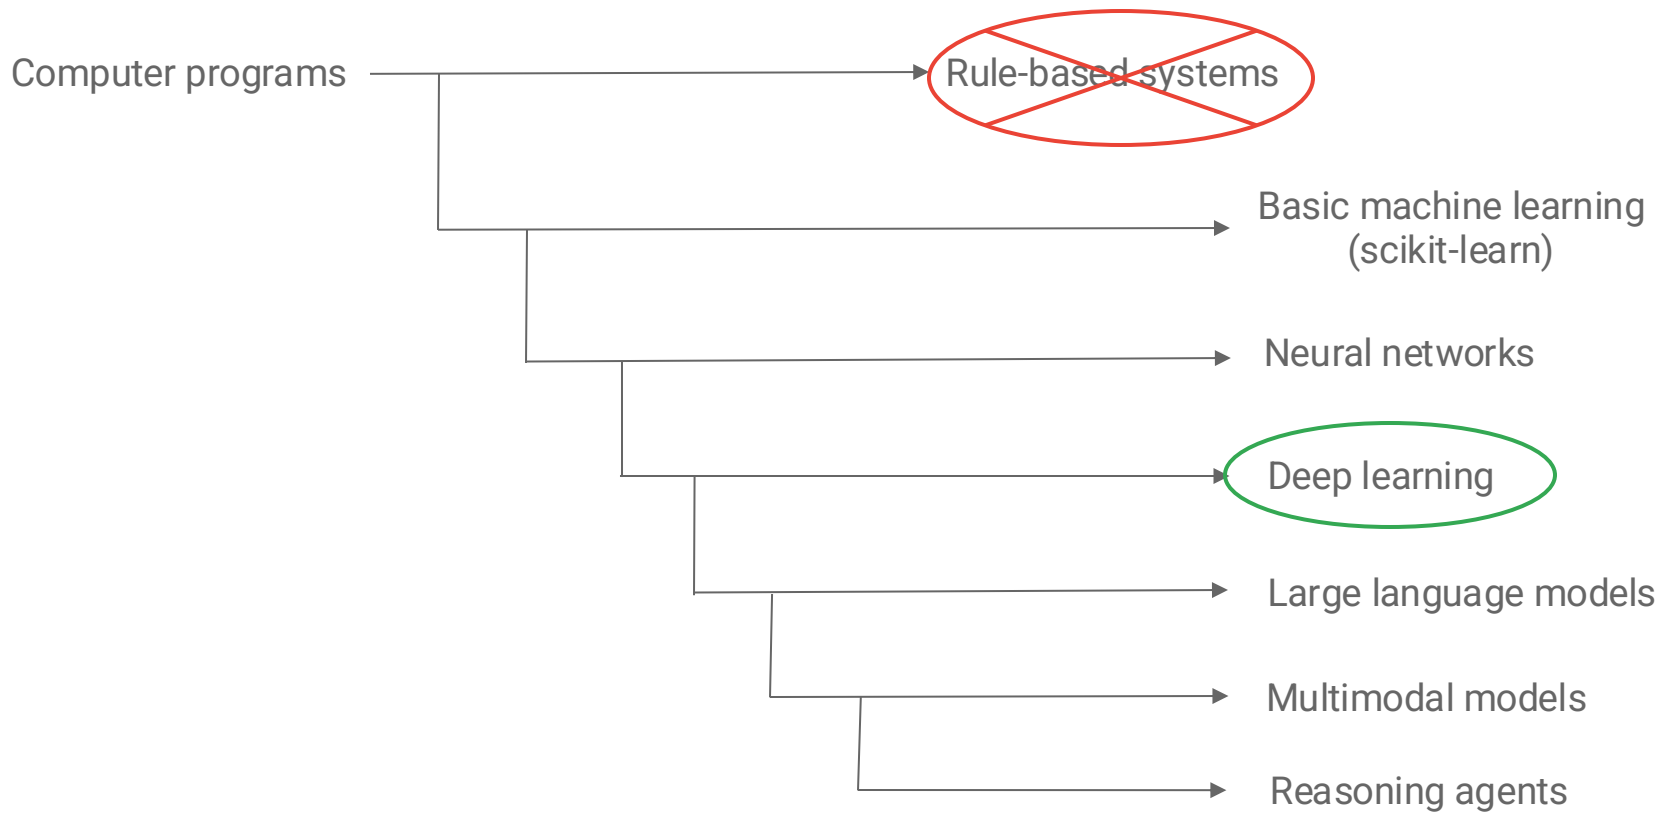 Computer programs
Rule-based systems
Basic machine learning
(scikit-learn)
Neural networks
Deep learning
Large language models
Multimodal models
Reasoning agents